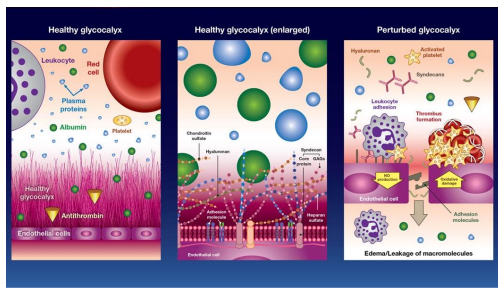 Healthy glycocalyx
Leukocyte
Red
cell
Plasma
proteins
Albumin
Platelet
Healthy
glycocalyx
Antithrombin
Endothelial cells
Healthy glycocalyx (enlarged)
Chondroitin
sulfate
Hyaluronan
Syndecan
Core
protein
GAGs
Adhesion
molecule
Heparan
sulfate
Endothelial cell
Perturbed glycocalyx
Hyaluronan
Activated
platelet
Syndecans
Leukocyte
adhesion
Thrombus
formation
NO
production
Oxidative
damage
Endothelial cell
Adhesion
molecules
Edema/Leakage of macromolecules